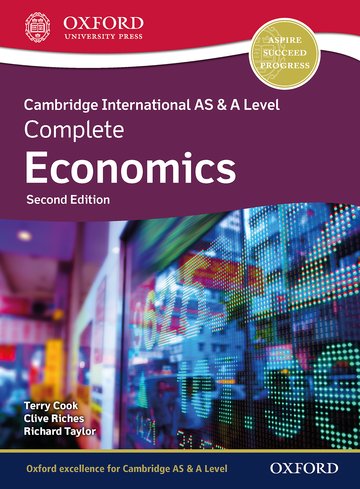 OXFORD
UNIVERSITY PRESS
ASPIRE
SUCCEED
PROGRESS
Cambridge International AS & A Level
Complete
Economics
Second Edition
Terry Cook
Clive Riches
Richard Taylor
Oxford excellence for Cambridge AS & A Level
OXFORD